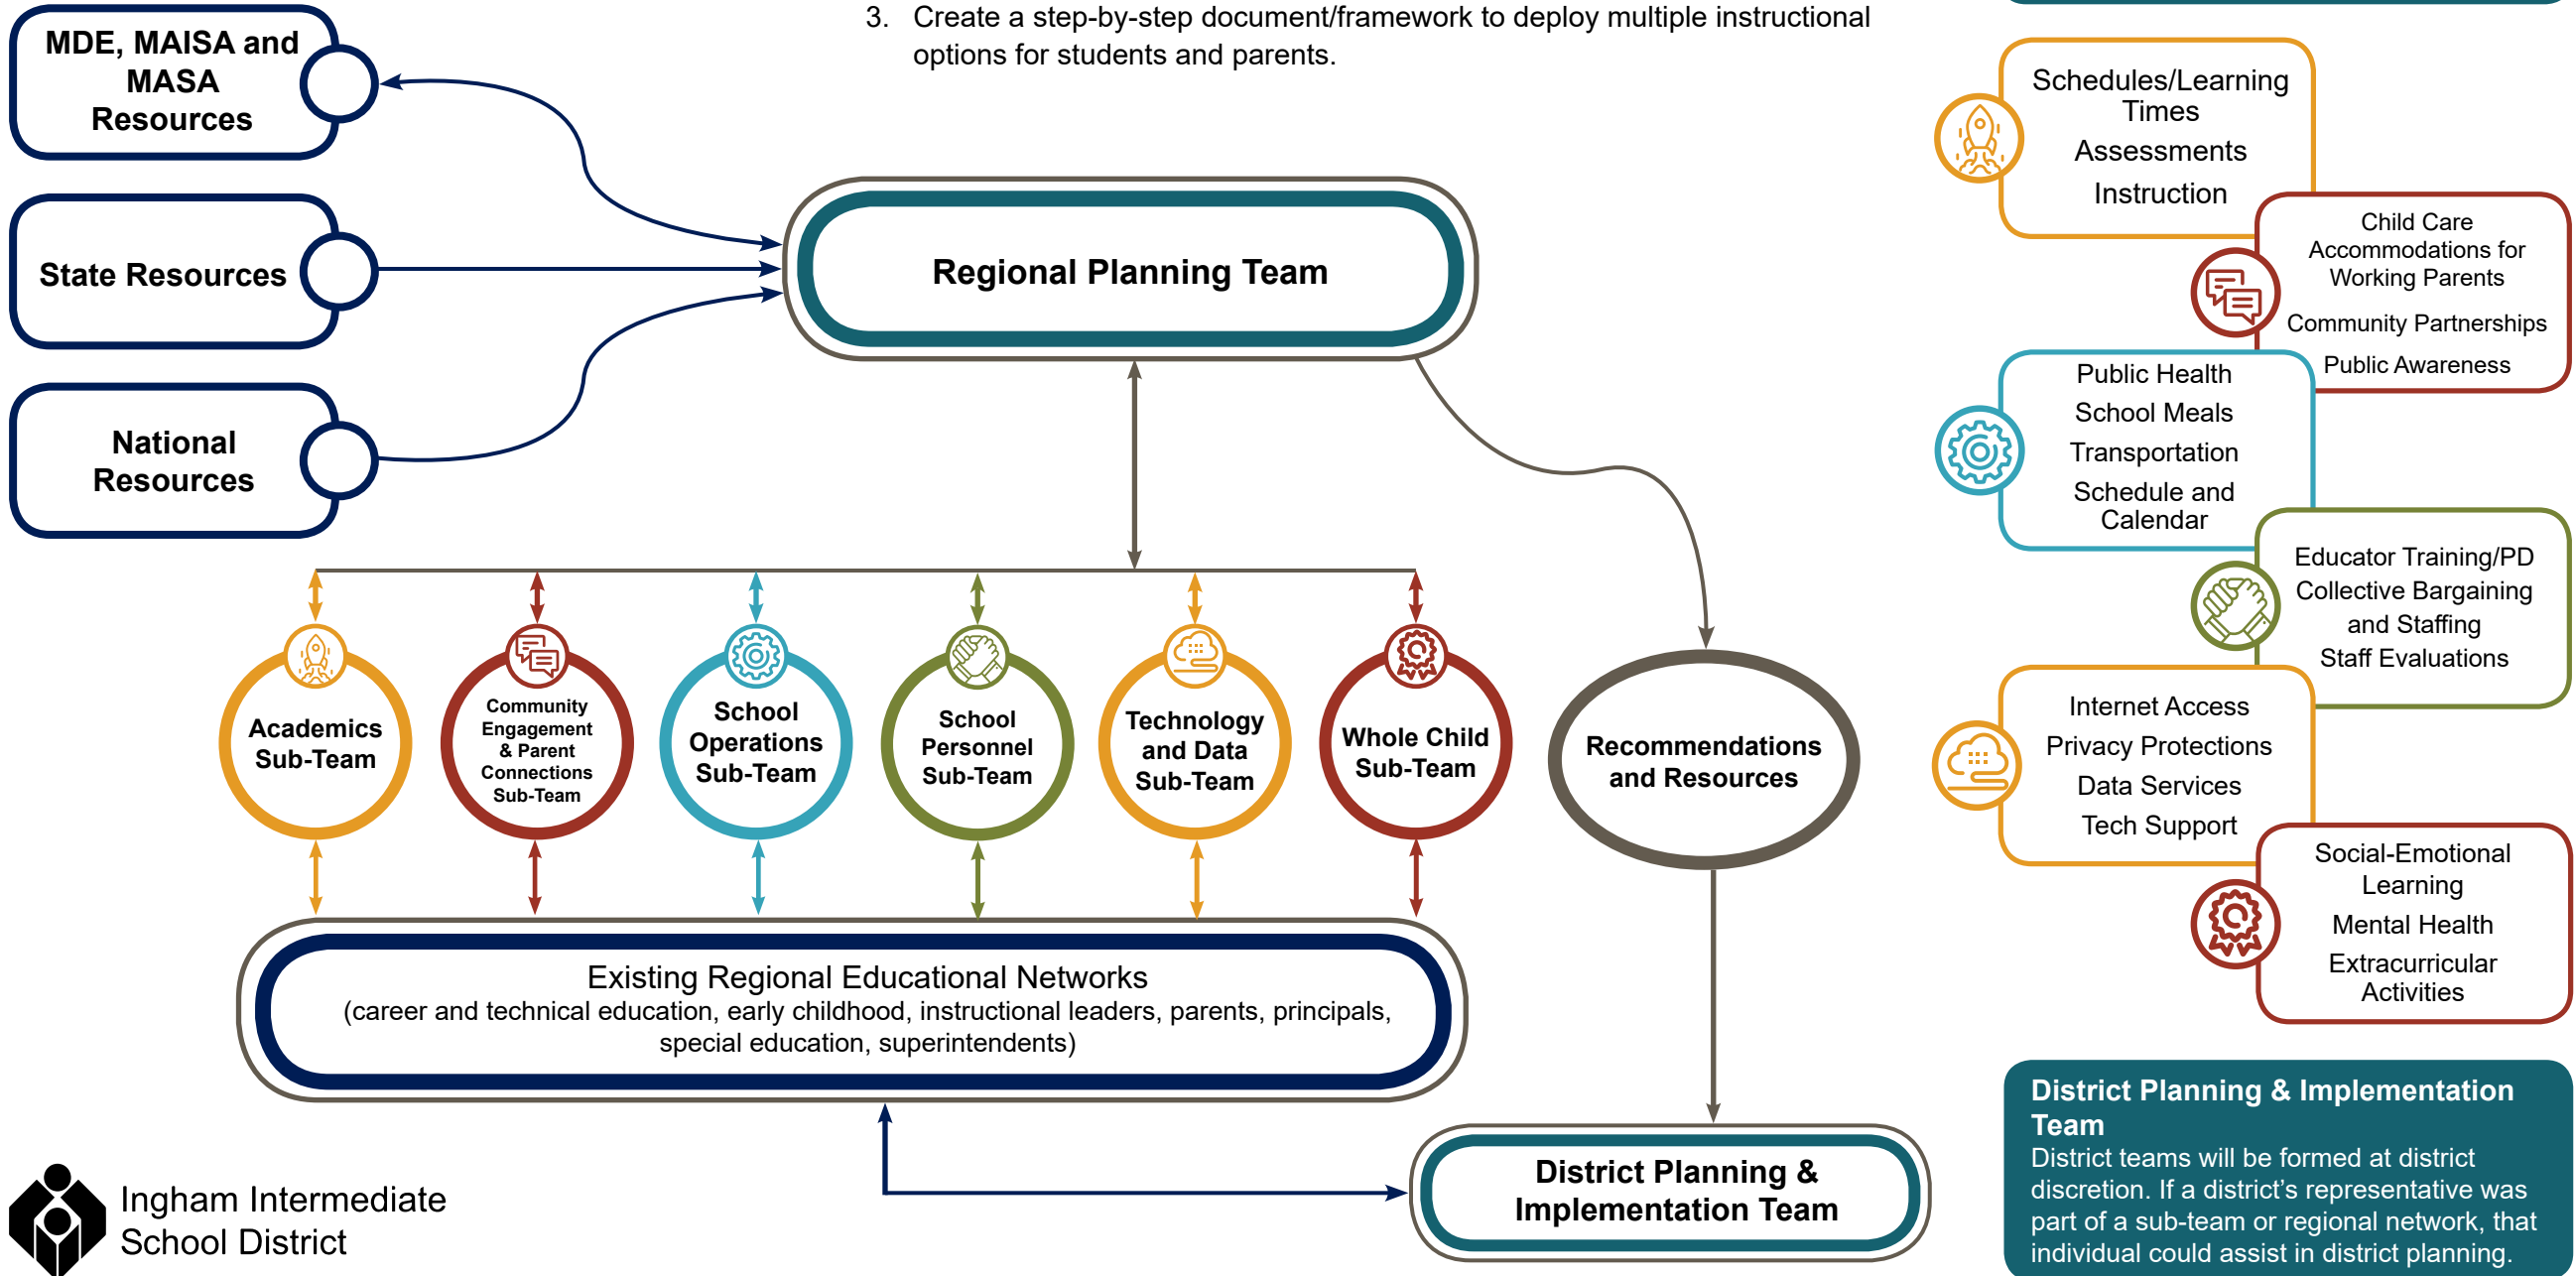 3. Create a step-by-step document/framework to deploy multiple instructional
options for students and parents.
MDE, MAISA and
MASA
Resources
State Resources
National
Resources
Regional Planning Team
Academics
Sub-Team
Community
Engagement
& Parent
Connections
Sub-Team
School
Operations
Sub-Team
School
Personnel
Sub-Team
Technology
and Data
Sub-Team
Whole Child
Sub-Team
Recommendations
and Resources
Existing Regional Educational Networks
(career and technical education, early childhood, instructional leaders, parents, principals,
special education, superintendents)
District Planning &
Implementation Team
Ingham Intermediate
School District
Schedules/Learning
Times
Assessments
Instruction
Child Care
Accommodations for
Working Parents
Community Partnerships
Public Awareness
Public Health
School Meals
Transportation
Schedule and
Calendar
Educator Training/PD
Collective Bargaining
and Staffing
Staff Evaluations
Internet Access
Privacy Protections
Data Services
Tech Support
Social-Emotional
Learning
Mental Health
Extracurricular
Activities
District Planning & Implementation
Team
District teams will be formed at district
discretion. If a district’s representative was
part of a sub-team or regional network, that
individual could assist in district planning.